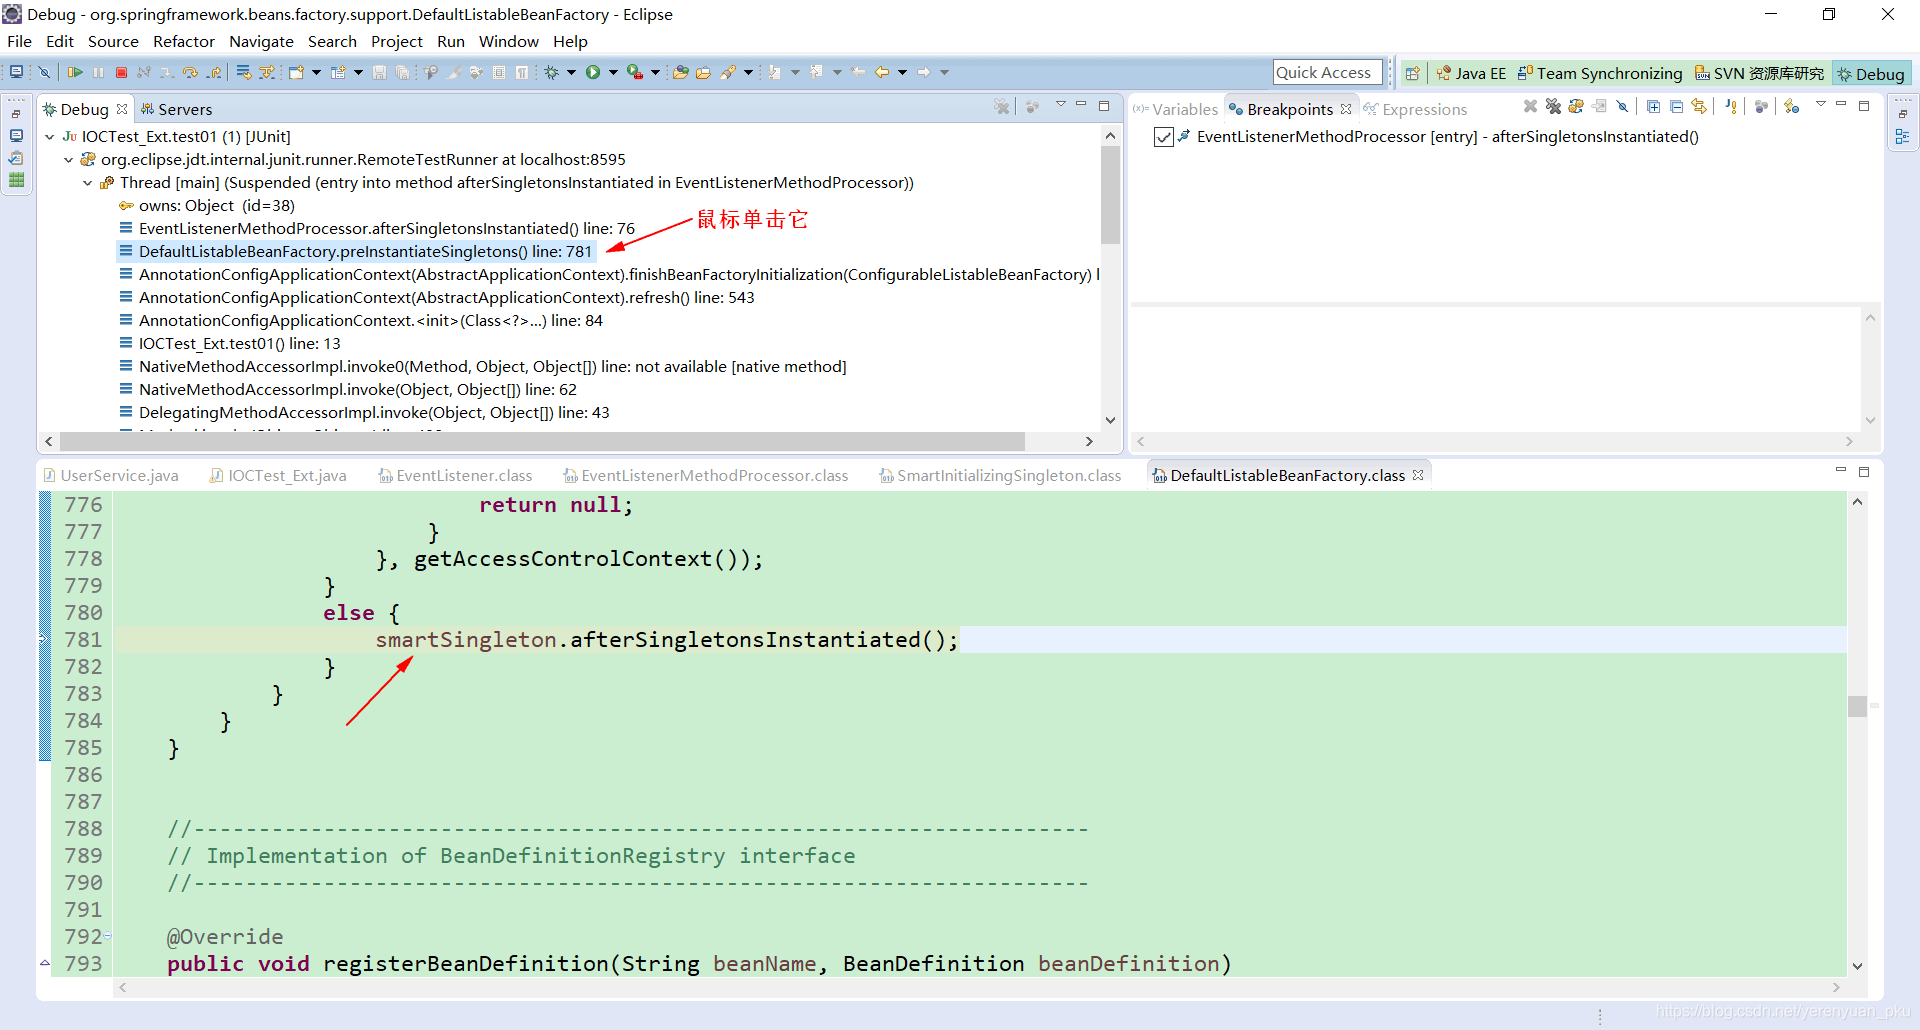 Debug - org.springframework.beans.factory.support.DefaultListableBeanFactory - Eclipse
File Edit Source Refactor Navigate Search Project Run Window Help
Quick Access
Java EE
Team Synchronizing
SVN 资源库研究
Debug
Debug
Servers
Variables
Breakpoints
Expressions
IOCTest_Ext.test01 (1) [JUnit]
org.eclipse.jdt.internal.junit.runner.RemoteTestRunner at localhost:8595
Thread [main] (Suspended (entry into method afterSingletonsInstantiated in EventListenerMethodProcessor))
owns: Object (id=38)
EventListenerMethodProcessor.afterSingletonsInstantiated() line: 76
鼠标单击它
DefaultListableBeanFactory.preInstantiateSingletons() line: 781
AnnotationConfigApplicationContext(AbstractApplicationContext).finishBeanFactoryInitialization(ConfigurableListableBeanFactory) l
AnnotationConfigApplicationContext(AbstractApplicationContext).refresh() line: 543
AnnotationConfigApplicationContext.<init>(Class<?>...) line: 84
IOCTest_Ext.test01() line: 13
NativeMethodAccessorImpl.invoke0(Method, Object, Object[]) line: not available [native method]
NativeMethodAccessorImpl.invoke(Object, Object[]) line: 62
DelegatingMethodAccessorImpl.invoke(Object, Object[]) line: 43
EventListenerMethodProcessor [entry] - afterSingletonsInstantiated()
UserService.java
IOCTest_Ext.java
EventListener.class
EventListenerMethodProcessor.class
SmartInitializingSingleton.class
DefaultListableBeanFactory.class
776 return null;
777 }
778 }, getAccessControlContext());
779 }
780 else {
781 smartSingleton.afterSingletonsInstantiated();
782 }
783 }
784 }
785 }
786
787
788 //---------------------------------------------------------------------
789 // Implementation of BeanDefinitionRegistry interface
790 //---------------------------------------------------------------------
791
792 @Override
793 public void registerBeanDefinition(String beanName, BeanDefinition beanDefinition)
https://blog.csdn.net/yerenyuan_pku